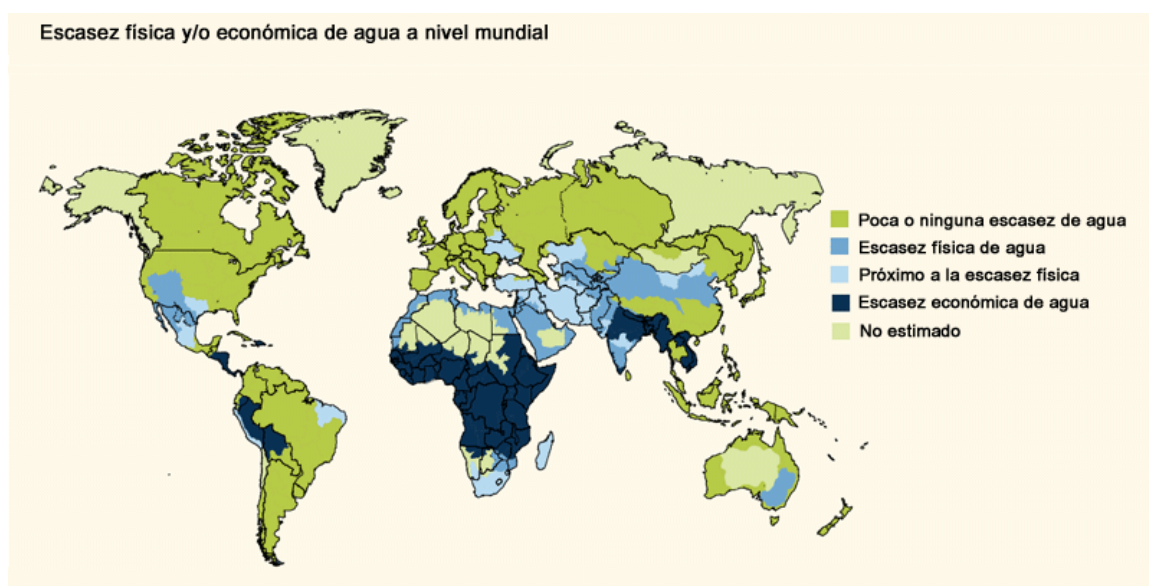 Escasez física y/o económica de agua a nivel mundial
Poca o ninguna escasez de agua
Escasez física de agua
Próximo a la escasez física
Escasez económica de agua
No estimado